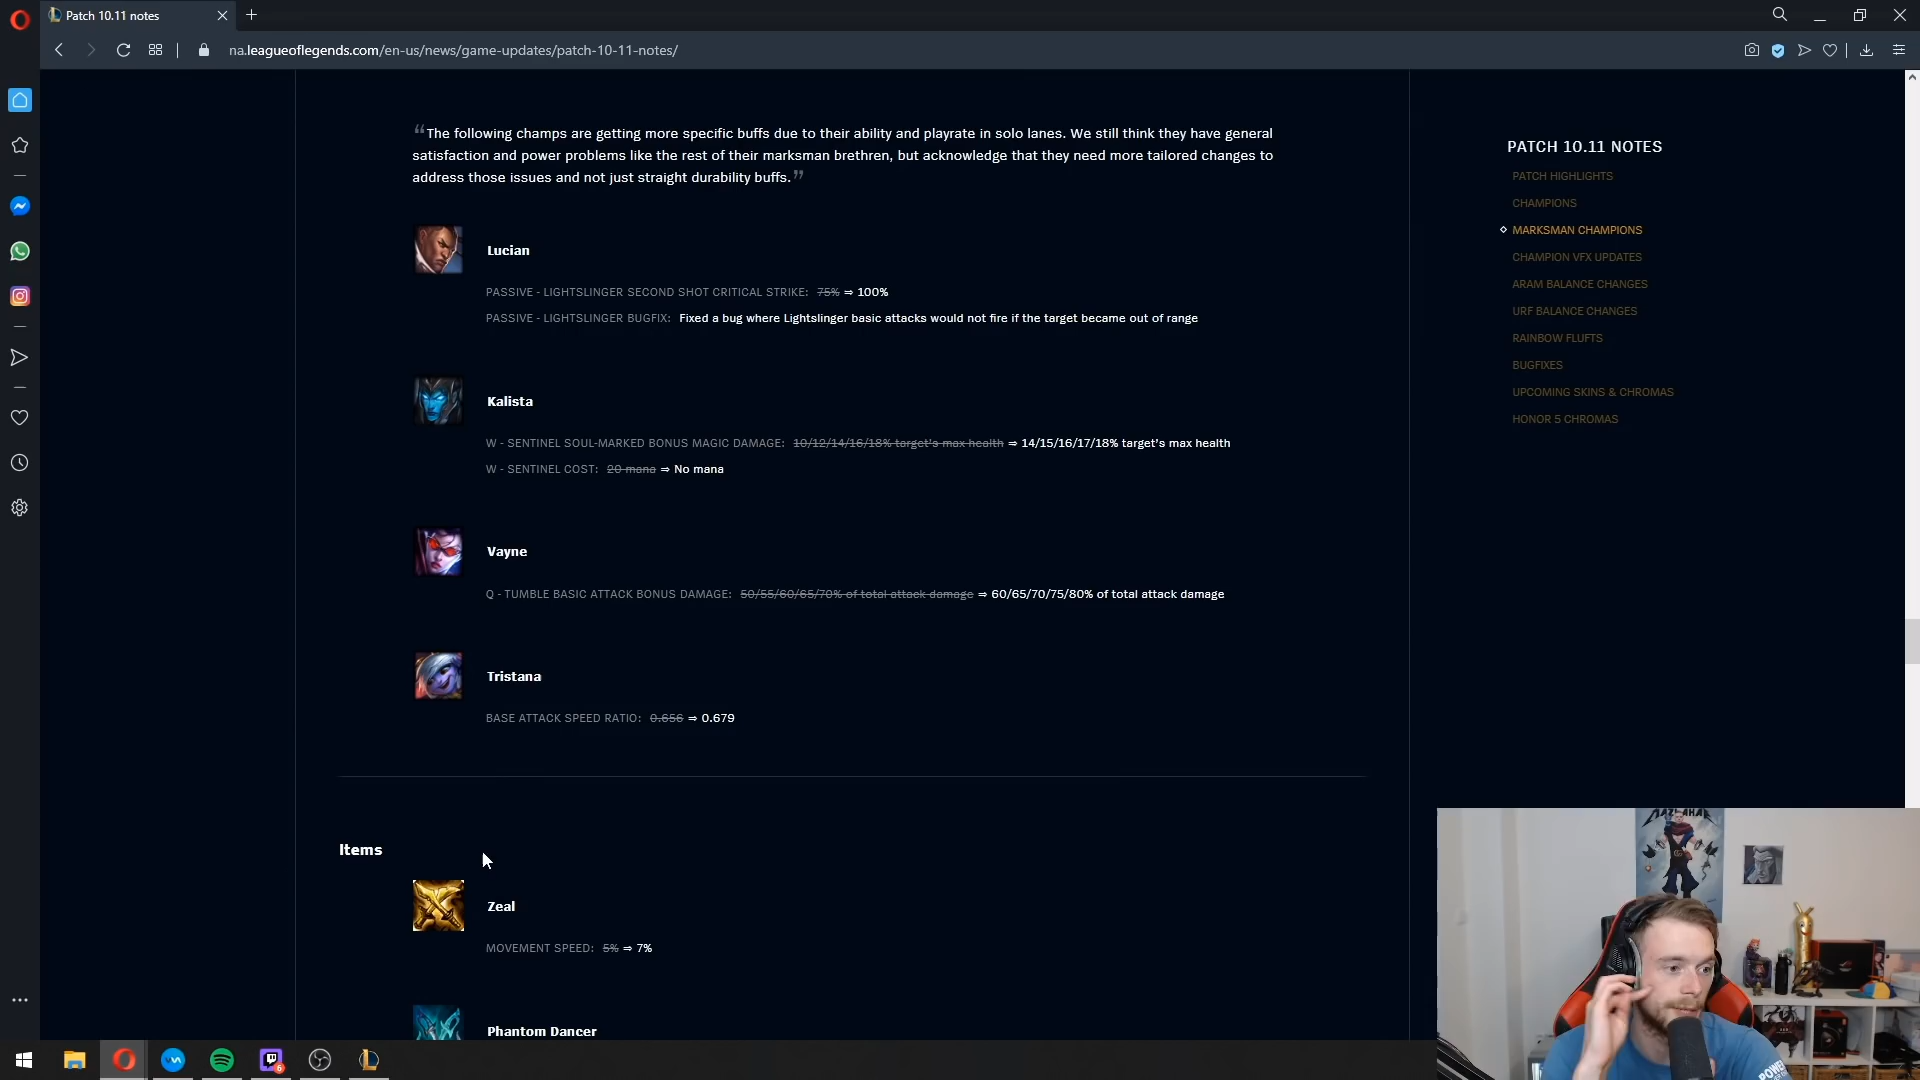 Patch 10.11 notes
na.leagueoflegends.com/en-us/news/game-updates/patch-10-11-notes/
“The following champs are getting more specific buffs due to their ability and playrate in solo lanes. We still think they have general
satisfaction and power problems like the rest of their marksman brethren, but acknowledge that they need more tailored changes to
address those issues and not just straight durability buffs.”
Lucian
PASSIVE - LIGHTSLINGER SECOND SHOT CRITICAL STRIKE: 75% ⇒ 100%
PASSIVE - LIGHTSLINGER BUGFIX: Fixed a bug where Lightslinger basic attacks would not fire if the target became out of range
Kalista
W - SENTINEL SOUL-MARKED BONUS MAGIC DAMAGE: 10/12/14/16/18% target's max health ⇒ 14/15/16/17/18% target's max health
W - SENTINEL COST: 20 mana ⇒ No mana
Vayne
Q - TUMBLE BASIC ATTACK BONUS DAMAGE: 50/55/60/65/70% of total attack damage ⇒ 60/65/70/75/80% of total attack damage
Tristana
BASE ATTACK SPEED RATIO: 0.656 ⇒ 0.679
Items
Zeal
MOVEMENT SPEED: 5% ⇒ 7%
Phantom Dancer
PATCH 10.11 NOTES
PATCH HIGHLIGHTS
CHAMPIONS
MARKSMAN CHAMPIONS
CHAMPION VFX UPDATES
ARAM BALANCE CHANGES
URF BALANCE CHANGES
RAINBOW FLUFTS
BUGFIXES
UPCOMING SKINS & CHROMAS
HONOR 5 CHROMAS
6